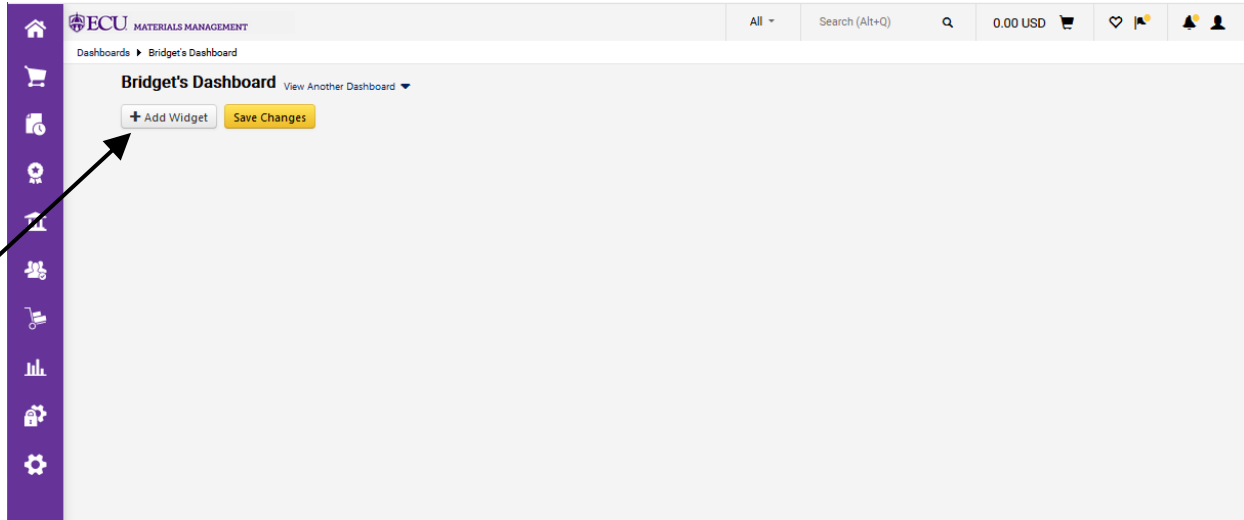 ECU MATERIALS MANAGEMENT
All
Search (Alt+Q)
0.00 USD
Dashboards
Bridget's Dashboard
Bridget's Dashboard
View Another Dashboard
+ Add Widget
Save Changes